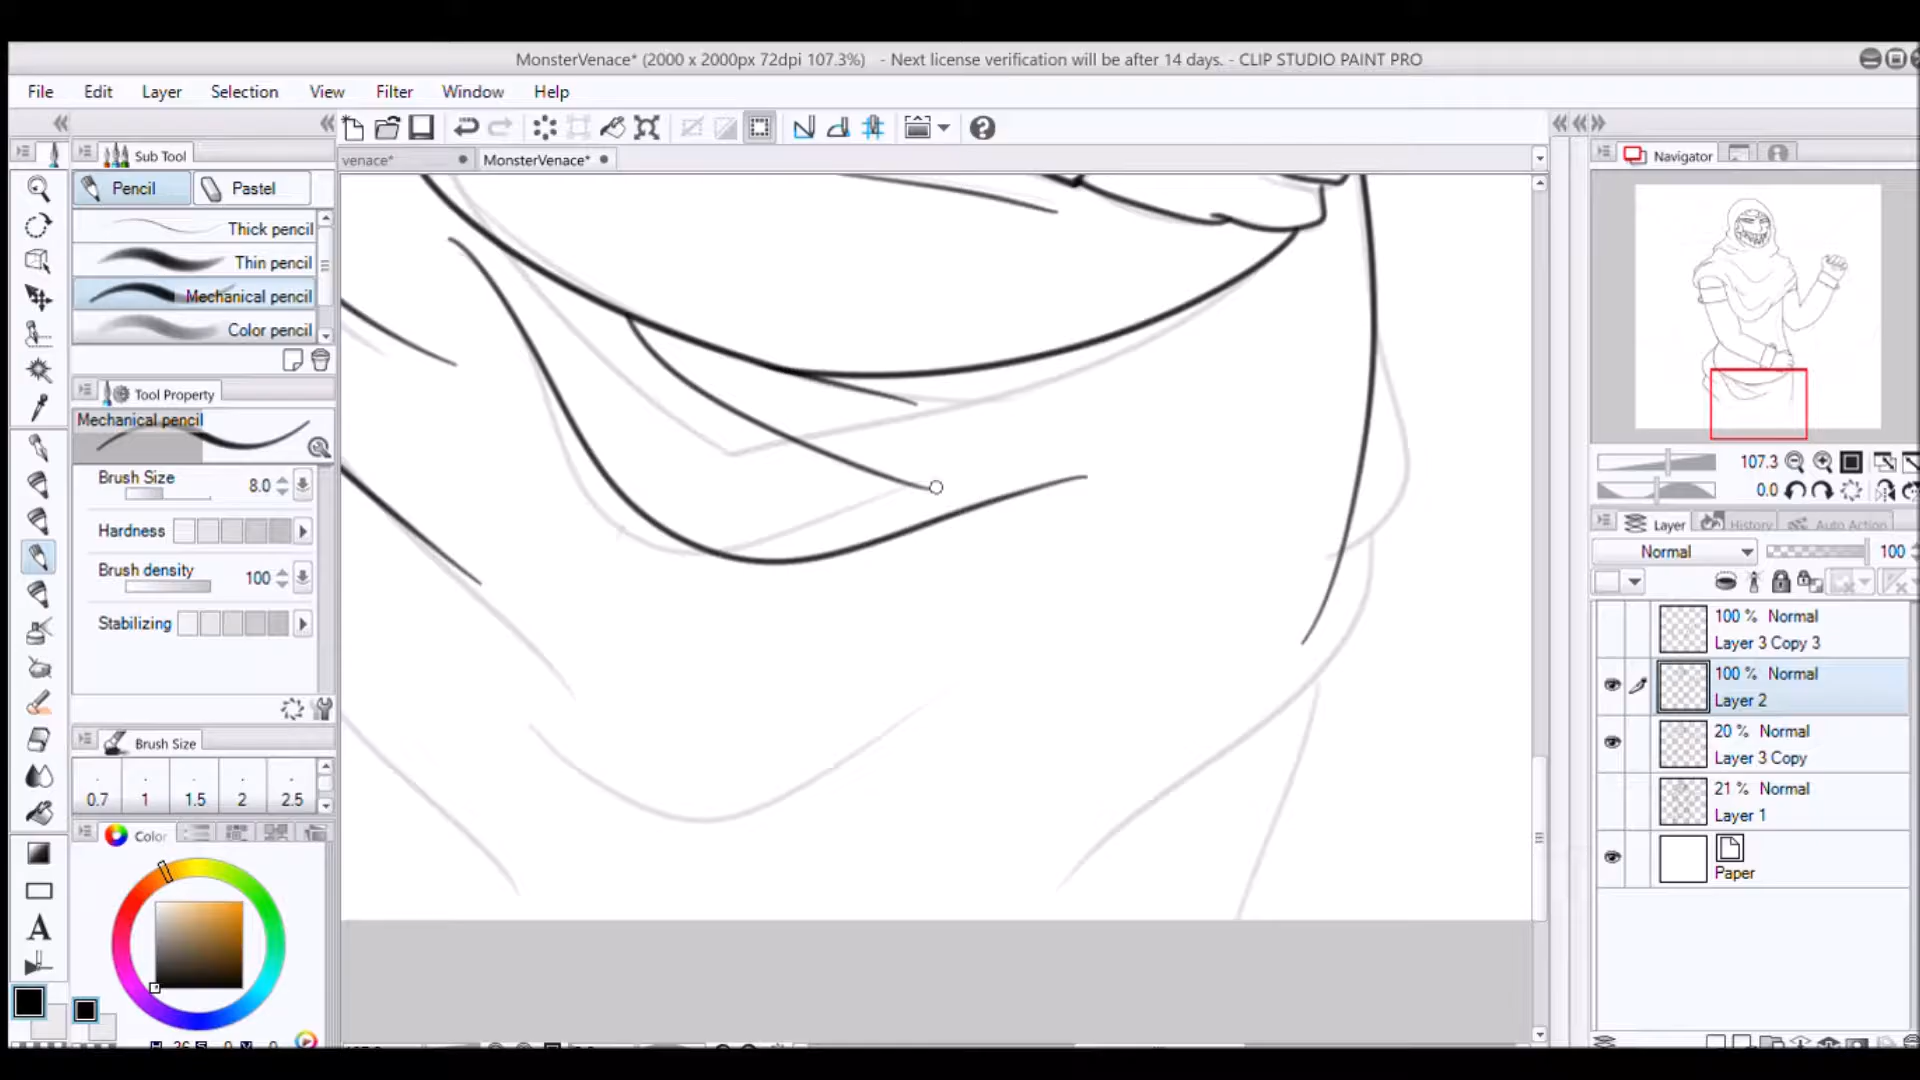 MonsterVenace* (2000 x 2000px 72dpi 107.3%) - Next license verification will be after 14 days. - CLIP STUDIO PAINT PRO
File Edit Layer Selection View Filter Window Help
Sub Tool
venace*
MonsterVenace*
Navigator
Pencil
Pastel
Thick pencil
Thin pencil
Mechanical pencil
Color pencil
Tool Property
Mechanical pencil
Brush Size 8.0
Hardness
Brush density 100
Stabilizing
Brush Size
0.7 1 1.5 2 2.5
Color
107.3
0.0
Layer History Auto Action
Normal 100
100 % Normal
Layer 3 Copy 3
100 % Normal
Layer 2
20 % Normal
Layer 3 Copy
21 % Normal
Layer 1
Paper
A